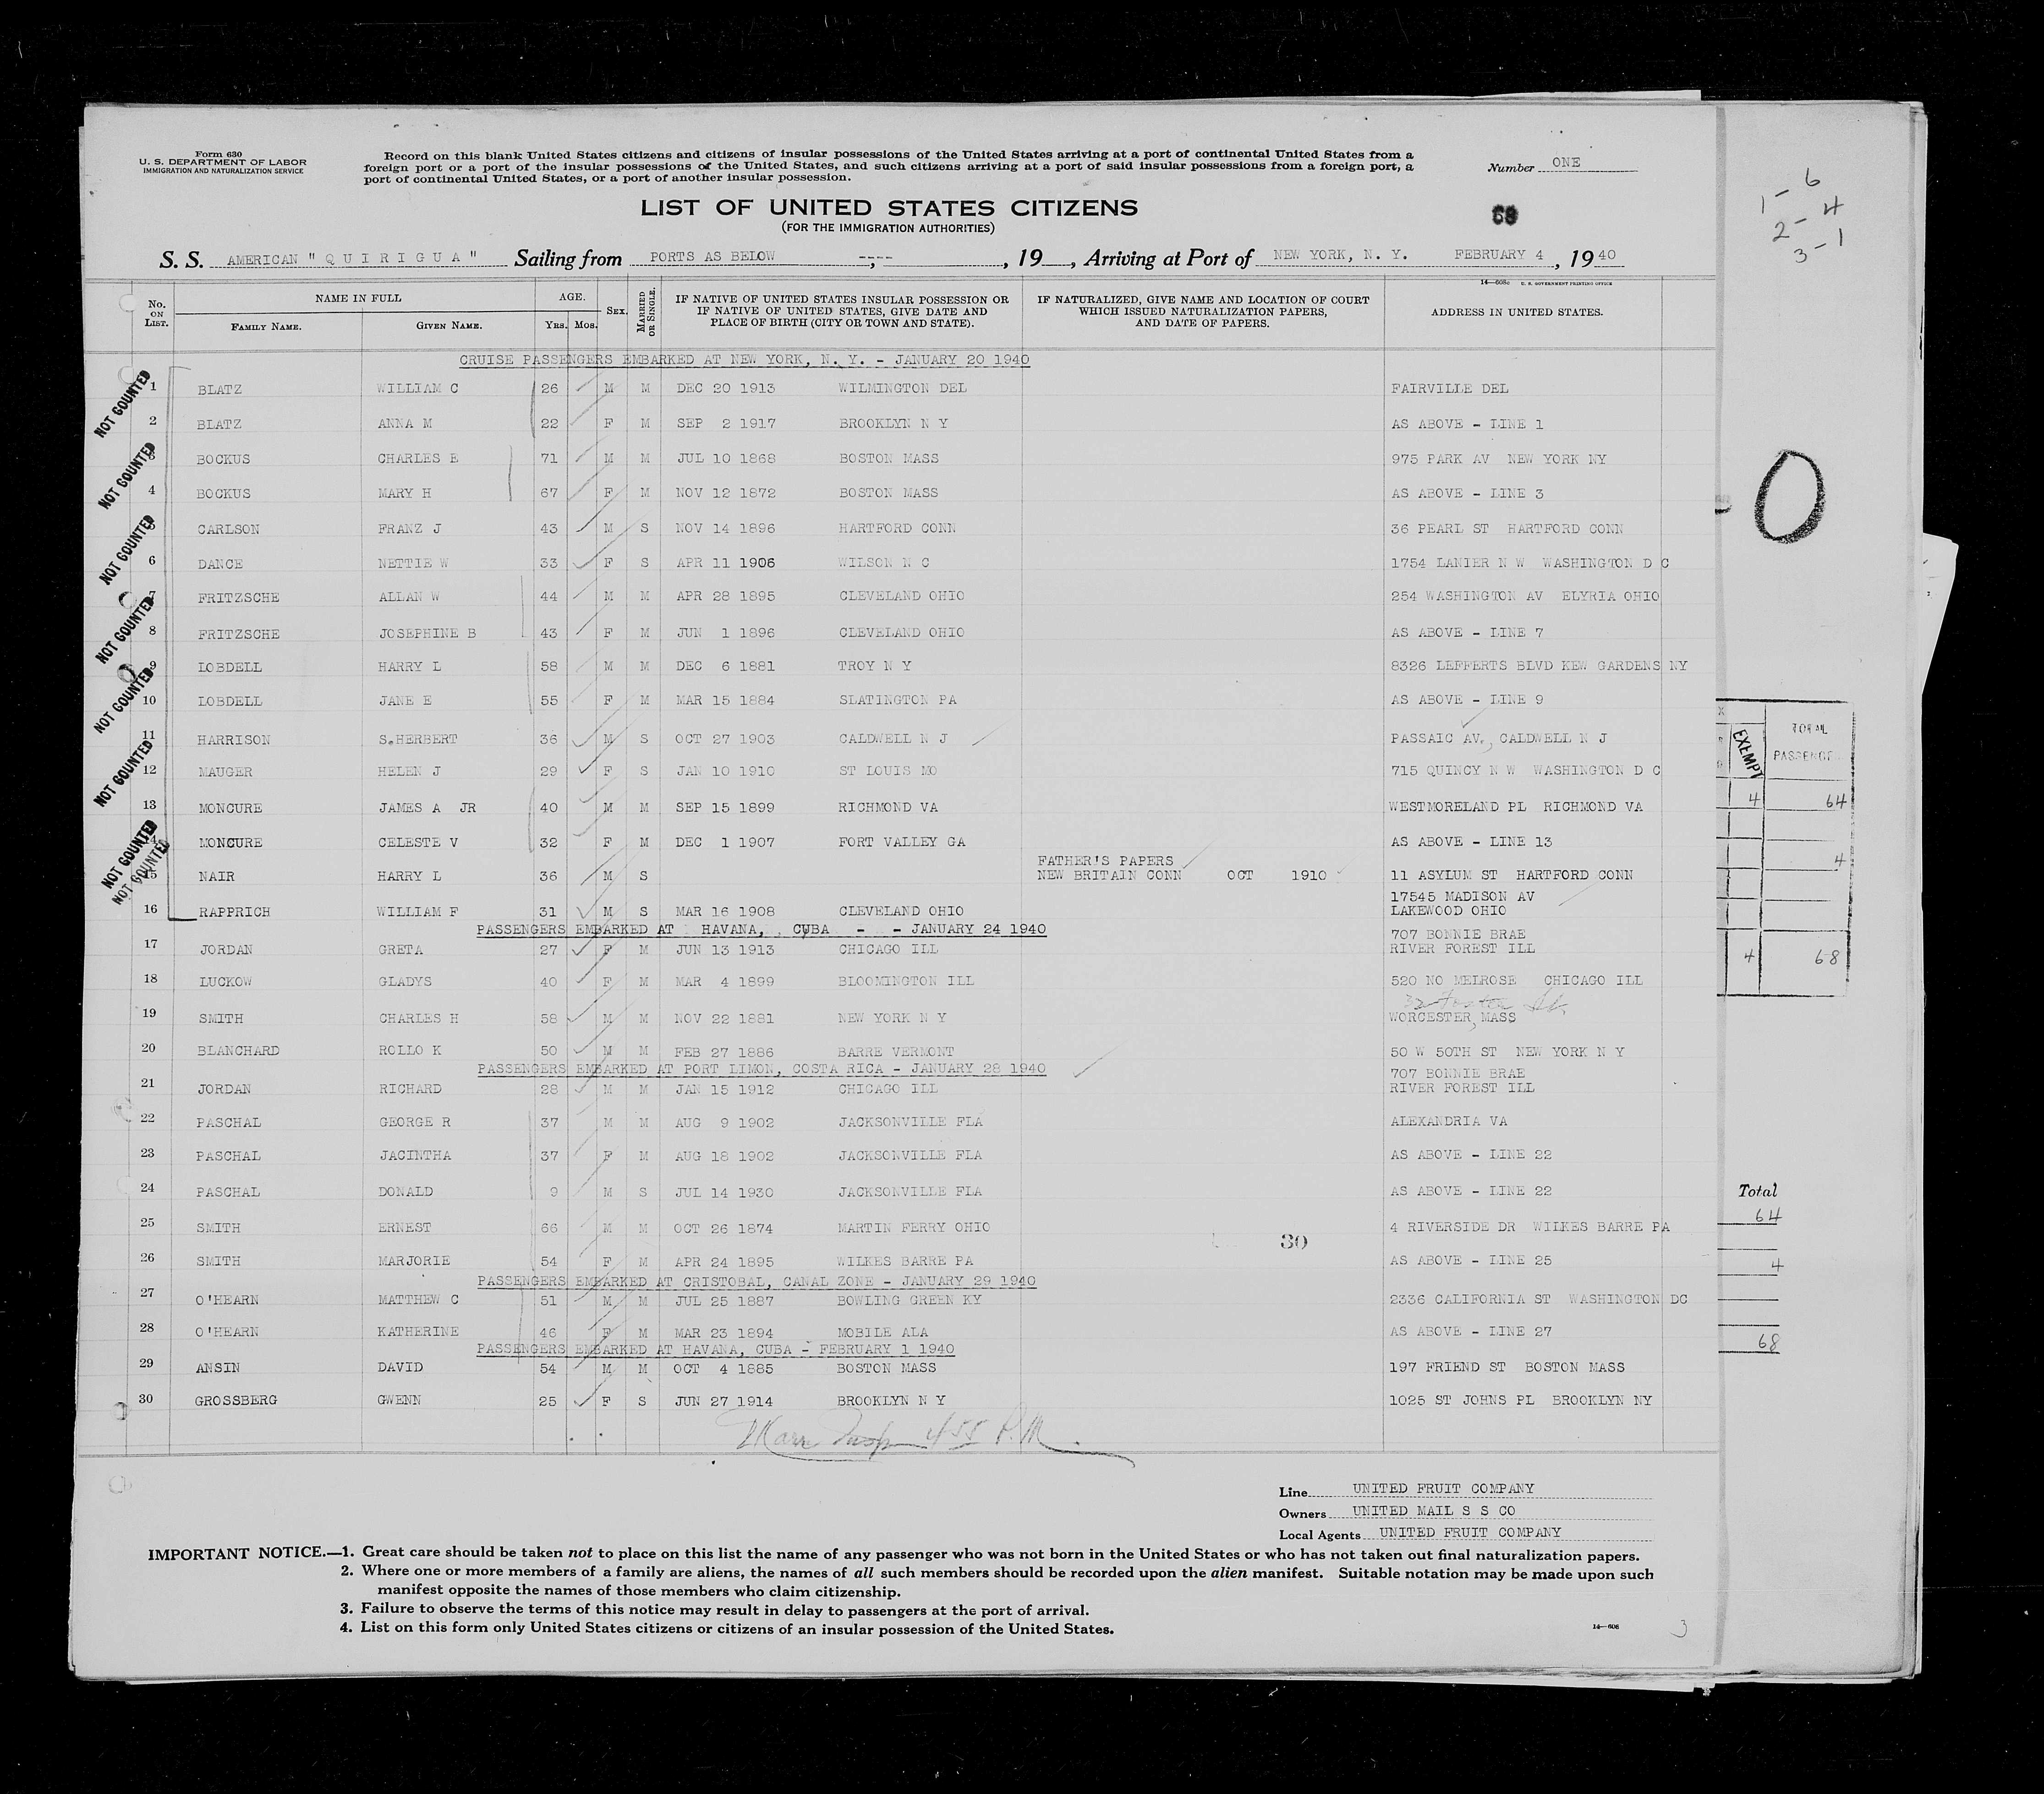 Form 630
U. S. DEPARTMENT OF LABOR
IMMIGRATION AND NATURALIZATION SERVICE
Record on this blank United States citizens and citizens of insular possessions of the United States arriving at a port of continental United States from a
foreign port or a port of the insular possessions of the United States, and such citizens arriving at a port of said insular possessions from a foreign port, a
port of continental United States, or a port of another insular possession.
Number ONE
1 - 6
2 - 4
3 - 1
LIST OF UNITED STATES CITIZENS
(FOR THE IMMIGRATION AUTHORITIES)
68
S. S. AMERICAN " Q U I R I G U A " Sailing from PORTS AS BELOW ----, , 19 , Arriving at Port of NEW YORK, N. Y. FEBRUARY 4 , 19 40
14—608c U. S. GOVERNMENT PRINTING OFFICE
No. ON LIST. NAME IN FULL FAMILY NAME. GIVEN NAME. AGE. YRS. MOS. SEX. MARRIED OR SINGLE. IF NATIVE OF UNITED STATES INSULAR POSSESSION OR IF NATIVE OF UNITED STATES, GIVE DATE AND PLACE OF BIRTH (CITY OR TOWN AND STATE). IF NATURALIZED, GIVE NAME AND LOCATION OF COURT WHICH ISSUED NATURALIZATION PAPERS, AND DATE OF PAPERS. ADDRESS IN UNITED STATES.
CRUISE PASSENGERS EMBARKED AT NEW YORK, N. Y. - JANUARY 20 1940
NOT COUNTED
1 BLATZ WILLIAM C 26 M M DEC 20 1913 WILMINGTON DEL FAIRVILLE DEL
2 BLATZ ANNA M 22 F M SEP 2 1917 BROOKLYN N Y AS ABOVE - LINE 1
NOT COUNTED
3 BOCKUS CHARLES E 71 M M JUL 10 1868 BOSTON MASS 975 PARK AV NEW YORK NY
4 BOCKUS MARY H 67 F M NOV 12 1872 BOSTON MASS AS ABOVE - LINE 3
0
NOT COUNTED
5 CARLSON FRANZ J 43 M S NOV 14 1896 HARTFORD CONN 36 PEARL ST HARTFORD CONN
6 DANCE NETTIE W 33 F S APR 11 1906 WILSON N C 1754 LANIER N W WASHINGTON D C
NOT COUNTED
7 FRITZSCHE ALLAN W 44 M M APR 28 1895 CLEVELAND OHIO 254 WASHINGTON AV ELYRIA OHIO
8 FRITZSCHE JOSEPHINE B 43 F M JUN 1 1896 CLEVELAND OHIO AS ABOVE - LINE 7
NOT COUNTED
9 LOBDELL HARRY L 58 M M DEC 6 1881 TROY N Y 8326 LEFFERTS BLVD KEW GARDENS NY
10 LOBDELL JANE E 55 F M MAR 15 1884 SLATINGTON PA AS ABOVE - LINE 9
NOT COUNTED
11 HARRISON S.HERBERT 36 M S OCT 27 1903 CALDWELL N J PASSAIC AV., CALDWELL N J
12 MAUGER HELEN J 29 F S JAN 10 1910 ST LOUIS MO 715 QUINCY N W WASHINGTON D C
EXEMPT TOTAL PASSENGE
13 MONCURE JAMES A JR 40 M M SEP 15 1899 RICHMOND VA WESTMORELAND PL RICHMOND VA
4 64
NOT COUNTED
14 MONCURE CELESTE V 32 F M DEC 1 1907 FORT VALLEY GA AS ABOVE - LINE 13
4
NOT COUNTED
FATHER'S PAPERS
15 NAIR HARRY L 36 M S NEW BRITAIN CONN OCT 1910 11 ASYLUM ST HARTFORD CONN
17545 MADISON AV
16 RAPPRICH WILLIAM F 31 M S MAR 16 1908 CLEVELAND OHIO LAKEWOOD OHIO
PASSENGERS EMBARKED AT HAVANA, CUBA - - JANUARY 24 1940
707 BONNIE BRAE
17 JORDAN GRETA 27 F M JUN 13 1913 CHICAGO ILL RIVER FOREST ILL
4 68
18 LUCKOW GLADYS 40 F M MAR 4 1899 BLOOMINGTON ILL 520 NO MELROSE CHICAGO ILL
32 Foster St.
19 SMITH CHARLES H 58 M M NOV 22 1881 NEW YORK N Y WORCESTER, MASS
20 BLANCHARD ROLLO K 50 M M FEB 27 1886 BARRE VERMONT 50 W 50TH ST NEW YORK N Y
PASSENGERS EMBARKED AT PORT LIMON, COSTA RICA - JANUARY 28 1940
707 BONNIE BRAE
21 JORDAN RICHARD 28 M M JAN 15 1912 CHICAGO ILL RIVER FOREST ILL
22 PASCHAL GEORGE R 37 M M AUG 9 1902 JACKSONVILLE FLA ALEXANDRIA VA
23 PASCHAL JACINTHA 37 F M AUG 18 1902 JACKSONVILLE FLA AS ABOVE - LINE 22
24 PASCHAL DONALD 9 M S JUL 14 1930 JACKSONVILLE FLA AS ABOVE - LINE 22
Total
64
25 SMITH ERNEST 66 M M OCT 26 1874 MARTIN FERRY OHIO 4 RIVERSIDE DR WILKES BARRE PA
30
26 SMITH MARJORIE 54 F M APR 24 1895 WILKES BARRE PA AS ABOVE - LINE 25
4
PASSENGERS EMBARKED AT CRISTOBAL, CANAL ZONE - JANUARY 29 1940
27 O'HEARN MATTHEW C 51 M M JUL 25 1887 BOWLING GREEN KY 2336 CALIFORNIA ST WASHINGTON DC
28 O'HEARN KATHERINE 46 F M MAR 23 1894 MOBILE ALA AS ABOVE - LINE 27
68
PASSENGERS EMBARKED AT HAVANA, CUBA - FEBRUARY 1 1940
29 ANSIN DAVID 54 M M OCT 4 1885 BOSTON MASS 197 FRIEND ST BOSTON MASS
30 GROSSBERG GWENN 25 F S JUN 27 1914 BROOKLYN N Y 1025 ST JOHNS PL BROOKLYN NY
Insp 455 P.M.
Line UNITED FRUIT COMPANY
Owners UNITED MAIL S S CO
Local Agents UNITED FRUIT COMPANY
IMPORTANT NOTICE.—1. Great care should be taken not to place on this list the name of any passenger who was not born in the United States or who has not taken out final naturalization papers.
2. Where one or more members of a family are aliens, the names of all such members should be recorded upon the alien manifest. Suitable notation may be made upon such
manifest opposite the names of those members who claim citizenship.
3. Failure to observe the terms of this notice may result in delay to passengers at the port of arrival.
4. List on this form only United States citizens or citizens of an insular possession of the United States.
14—608
3